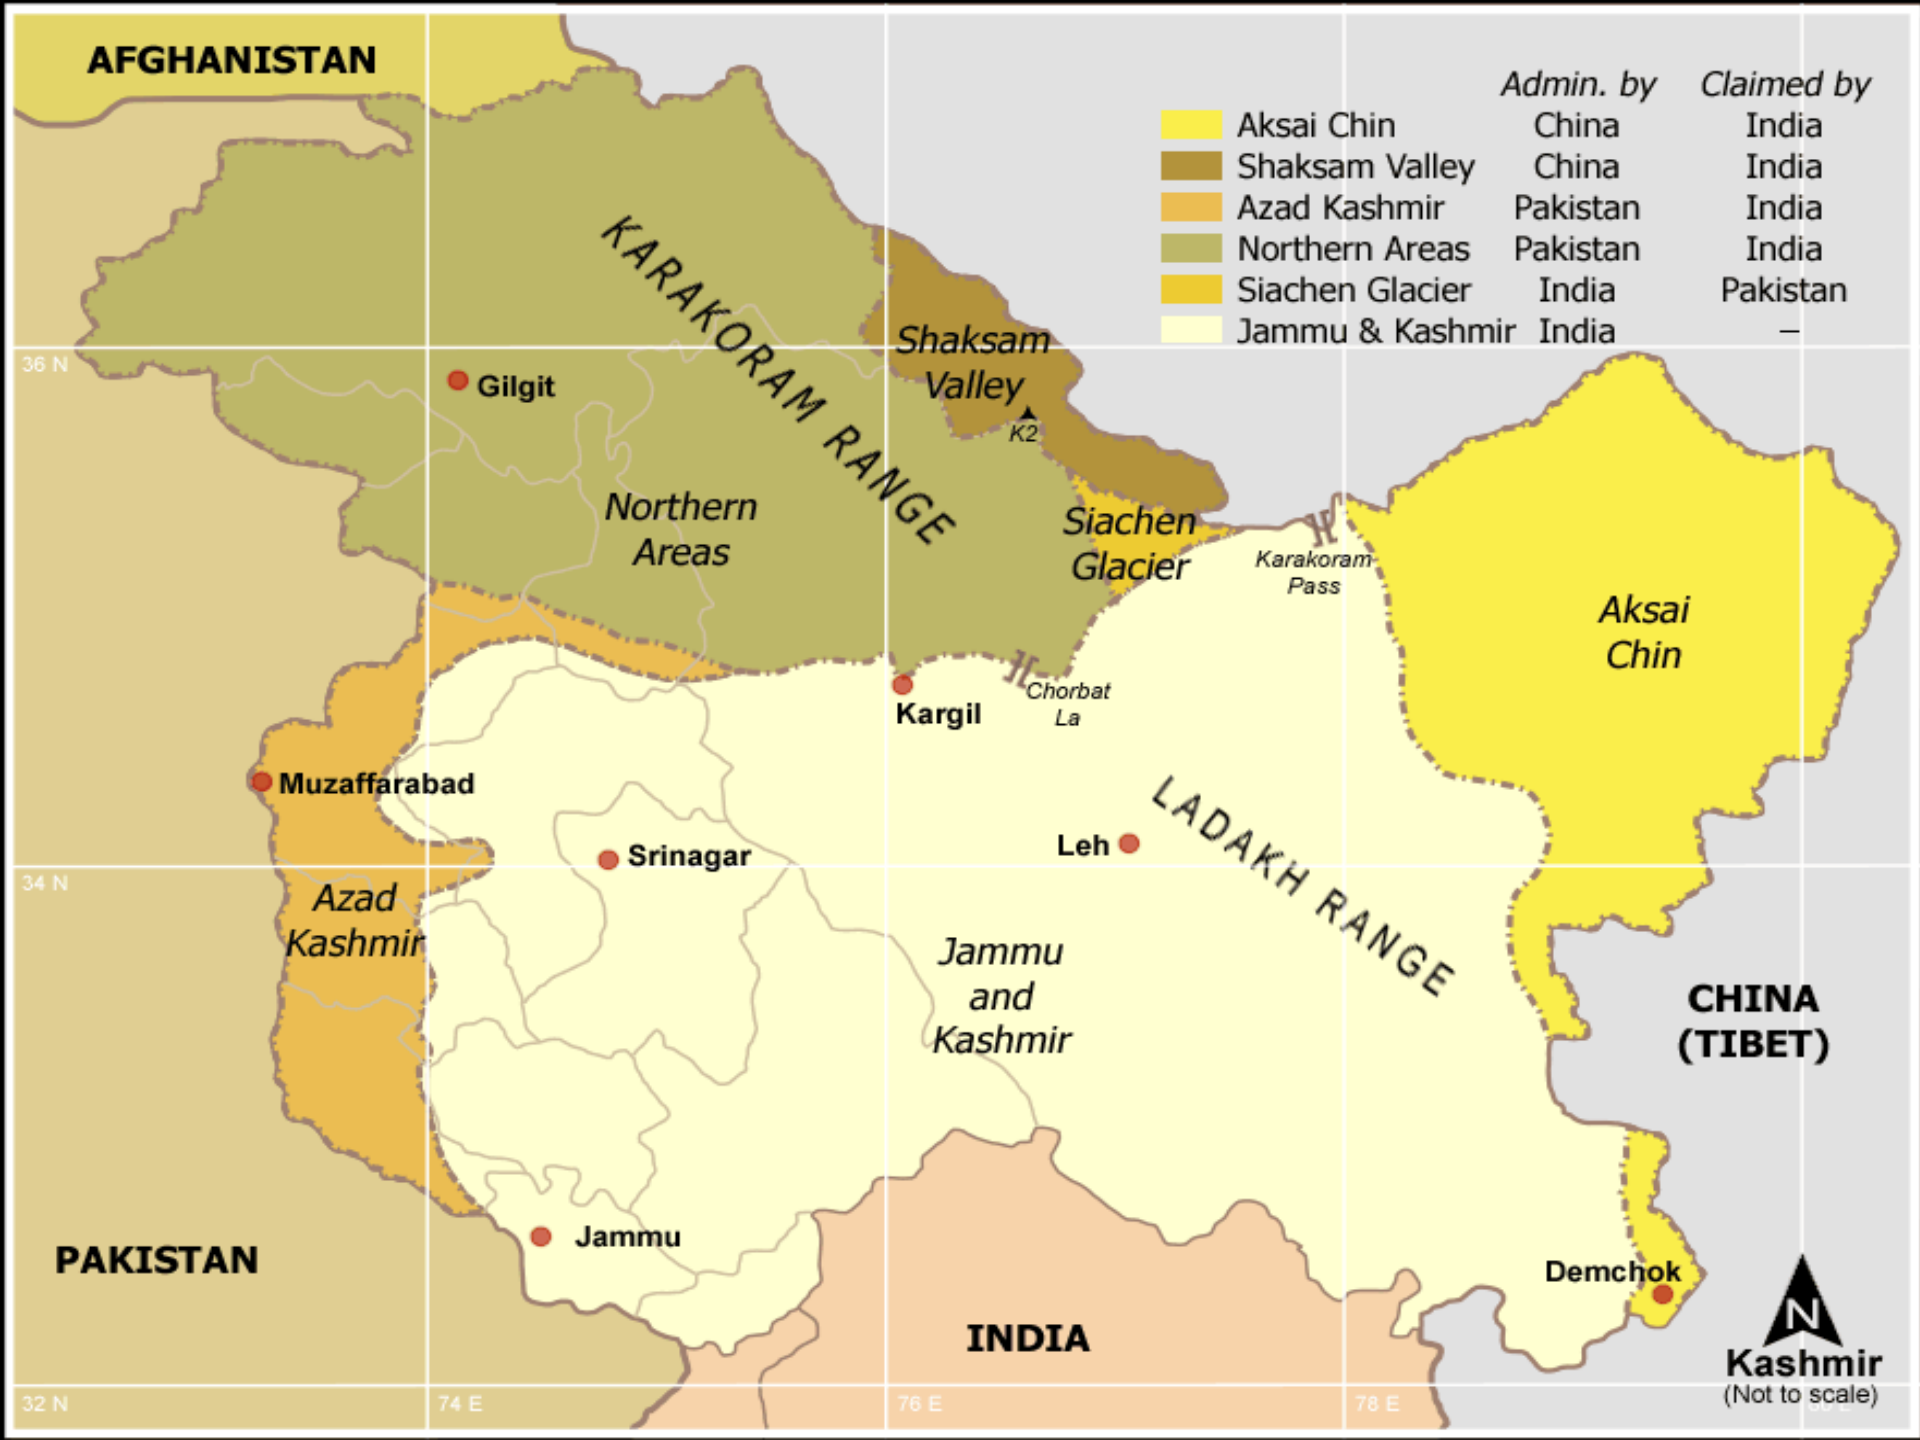 AFGHANISTAN
Admin. by Claimed by
Aksai Chin China India
Shaksam Valley China India
Azad Kashmir Pakistan India
Northern Areas Pakistan India
Siachen Glacier India Pakistan
Jammu & Kashmir India –
KARAKORAM RANGE
Shaksam
Valley
36 N
Gilgit
K2
Northern
Areas
Siachen
Glacier
Karakoram
Pass
Aksai
Chin
Kargil
Chorbat
La
Muzaffarabad
LADAKH RANGE
Srinagar
Leh
34 N
Azad
Kashmir
Jammu
and
Kashmir
CHINA
(TIBET)
Jammu
PAKISTAN
Demchok
INDIA
N
Kashmir
(Not to scale)
32 N
74 E
76 E
78 E